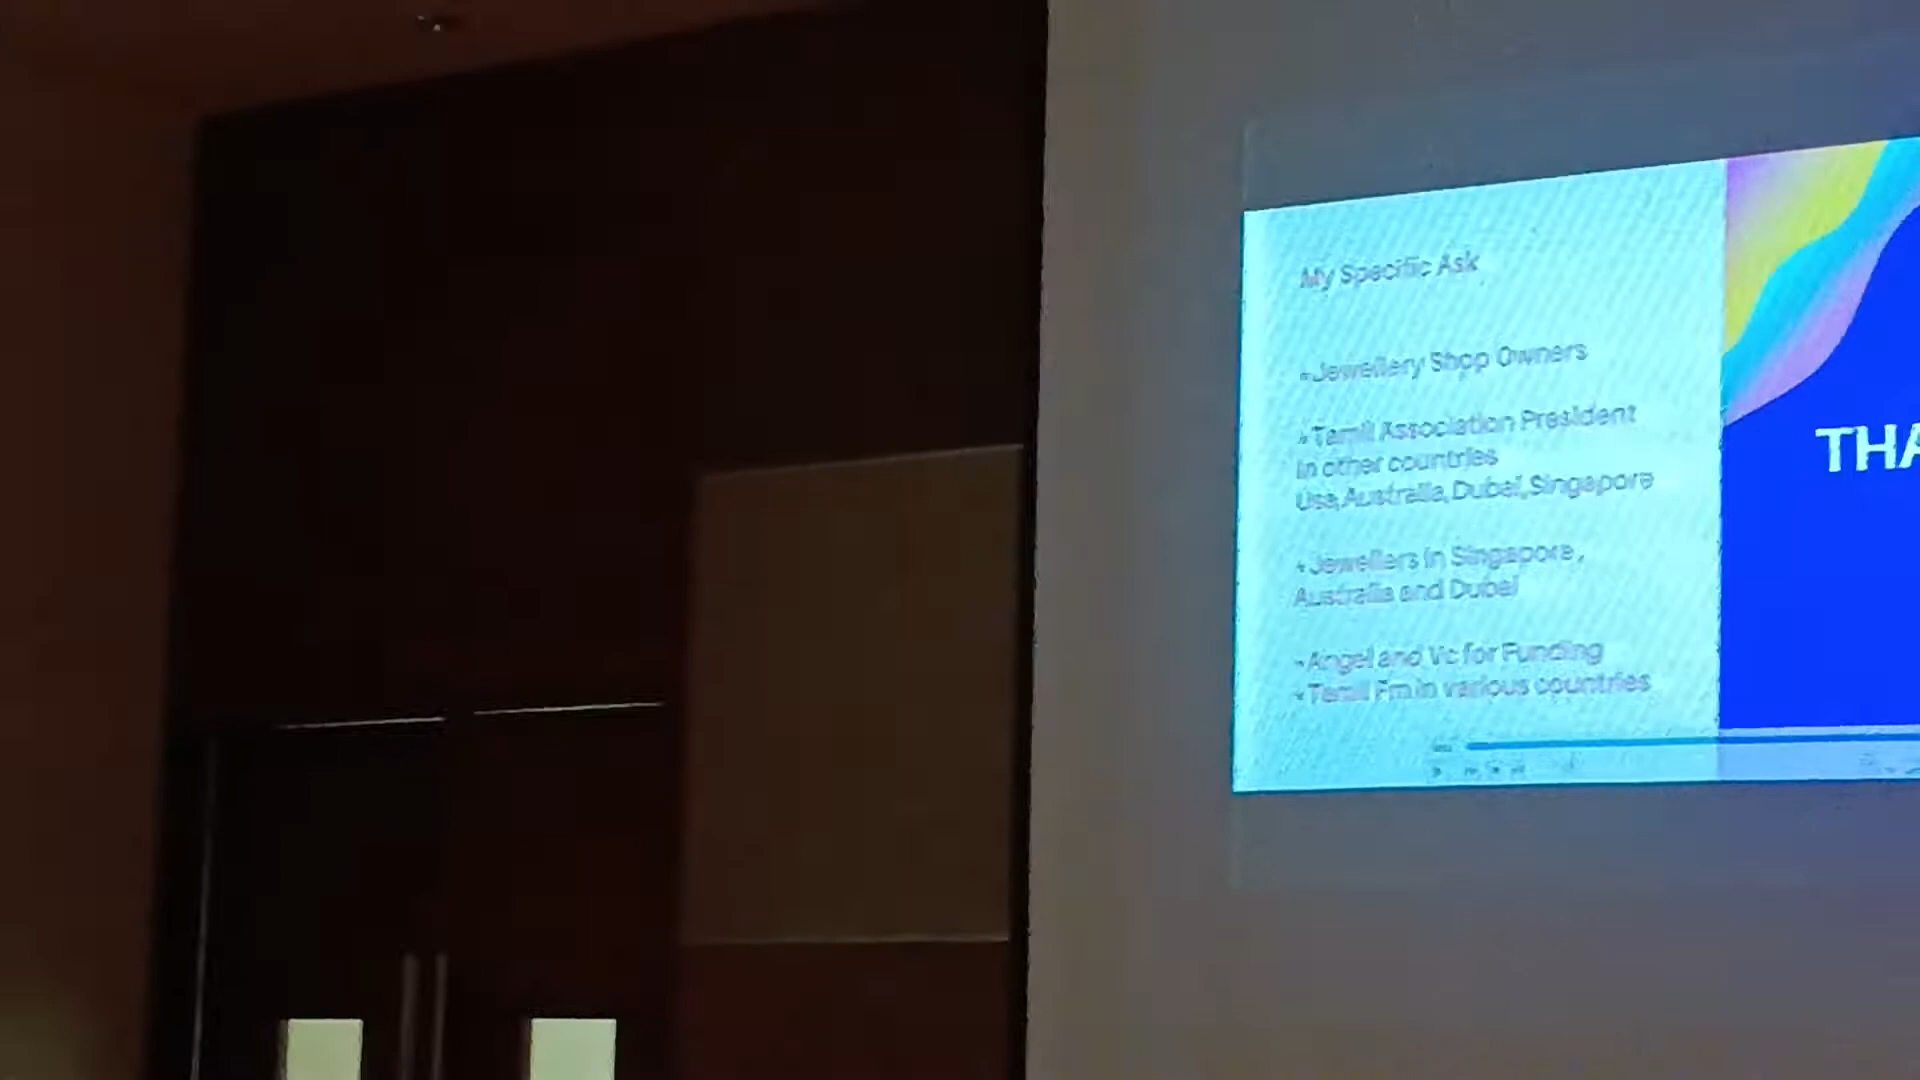 My Specific Ask
-Jewellery Shop Owners
-Tamil Association President
in other countries
Usa,Australia,Dubai,Singapore
-Jewellers in Singapore,
Australia and Dubai
-Angel and Vc for Funding
-Tamil Fm in various countries
THA